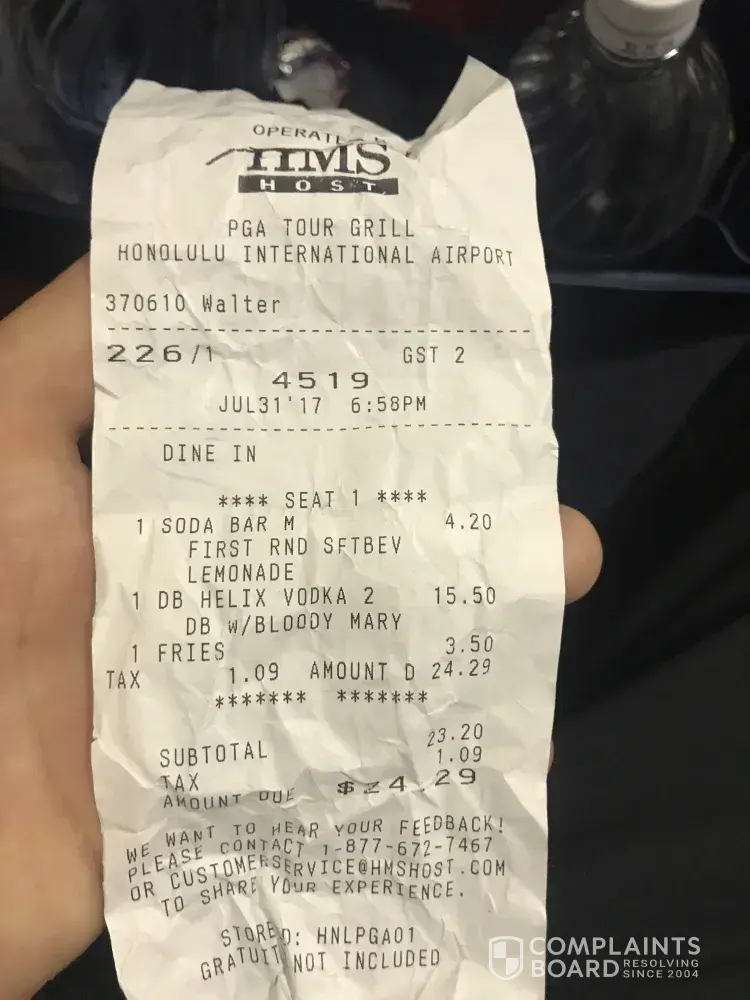 OPERATE
HMS
HOST
PGA TOUR GRILL
HONOLULU INTERNATIONAL AIRPORT
370610 Walter
226/1 GST 2
4519
JUL31'17 6:58PM
DINE IN
**** SEAT 1 ****
1 SODA BAR M 4.20
FIRST RND SFTBEV
LEMONADE
1 DB HELIX VODKA 2 15.50
DB w/BLOODY MARY
1 FRIES 3.50
TAX 1.09 AMOUNT D 24.29
******* *******
SUBTOTAL 23.20
TAX 1.09
AMOUNT DUE $24.29
WE WANT TO HEAR YOUR FEEDBACK!
PLEASE CONTACT 1-877-672-7467
OR CUSTOMERSERVICE@HMSHOST.COM
TO SHARE YOUR EXPERIENCE.
STORE D: HNLPGA01
GRATUIT NOT INCLUDED
COMPLAINTS
BOARD RESOLVING
SINCE 2004